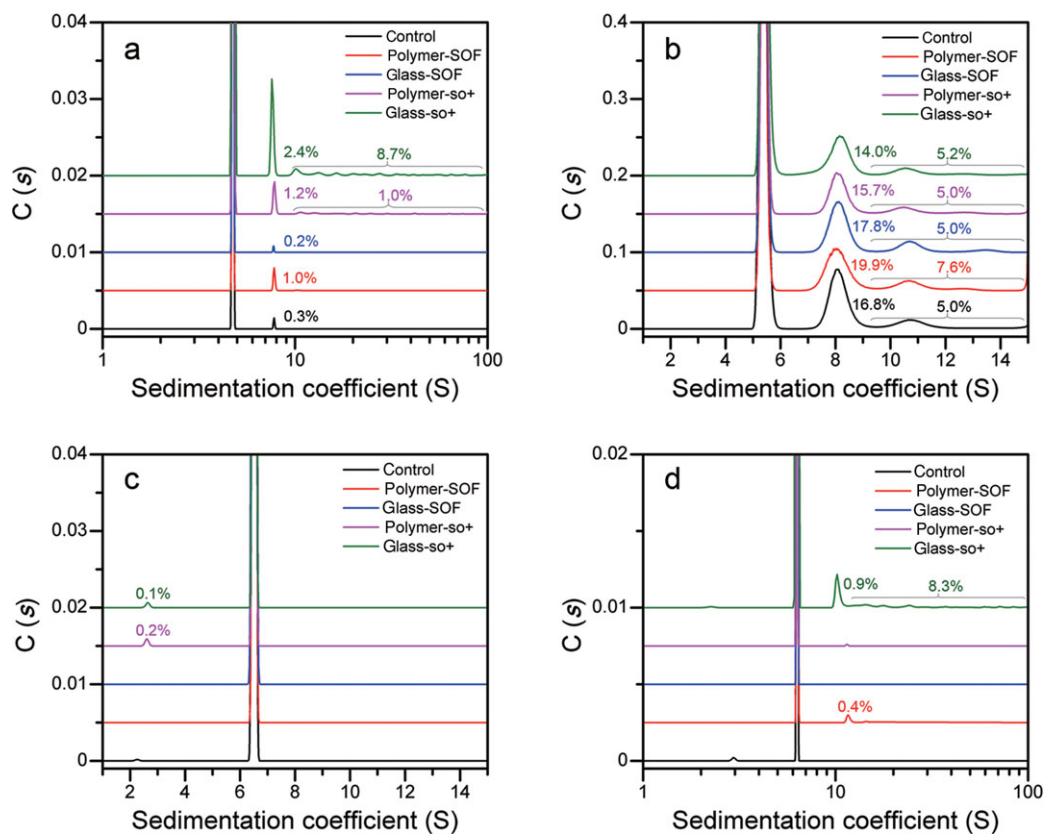 a
Control
Polymer-SOF
Glass-SOF
Polymer-so+
Glass-so+
0.04
0.03
0.02
0.01
0
C (s)
2.4%
8.7%
1.2%
1.0%
0.2%
1.0%
0.3%
1
10
100
Sedimentation coefficient (S)
b
Control
Polymer-SOF
Glass-SOF
Polymer-so+
Glass-so+
0.4
0.3
0.2
0.1
0
C (s)
14.0%
5.2%
15.7%
5.0%
17.8%
5.0%
19.9%
7.6%
16.8%
5.0%
2 4 6 8 10 12 14
Sedimentation coefficient (S)
c
Control
Polymer-SOF
Glass-SOF
Polymer-so+
Glass-so+
0.04
0.03
0.02
0.01
0
C (s)
0.1%
0.2%
2 4 6 8 10 12 14
Sedimentation coefficient (S)
d
Control
Polymer-SOF
Glass-SOF
Polymer-so+
Glass-so+
0.02
0.01
0
C (s)
0.9%
8.3%
0.4%
1
10
100
Sedimentation coefficient (S)